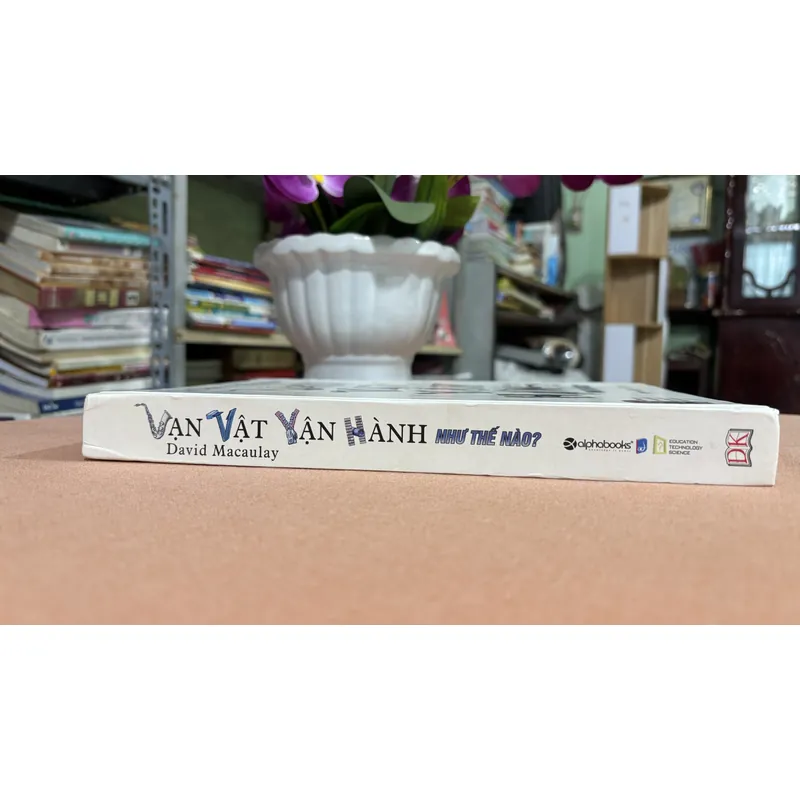 VẠN VẬT VẬN HÀNH NHƯ THẾ NÀO?
David Macaulay
alphabooks
EDUCATION
TECHNOLOGY
SCIENCE
DK